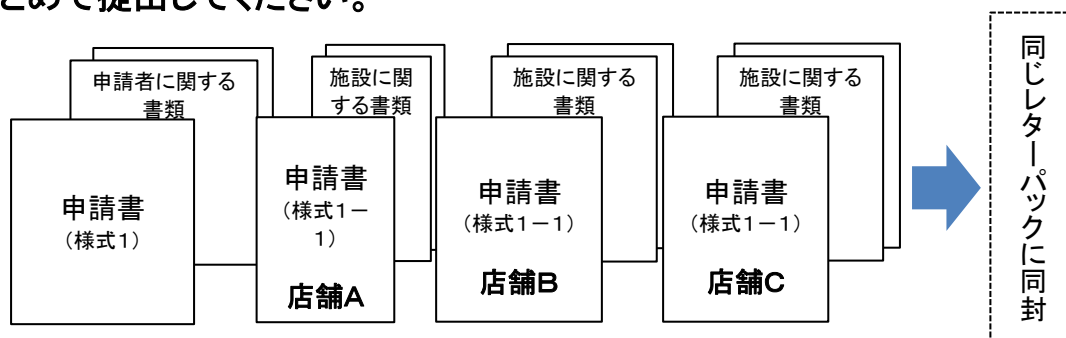 とめて提出してください。
申請者に関する
書類
申請書
（様式１）
施設に関
する書類
申請書
（様式１－
１）
店舗Ａ
施設に関する
書類
申請書
（様式１－１）
店舗Ｂ
施設に関する
書類
申請書
（様式１－１）
店舗Ｃ
同じレターパックに同封